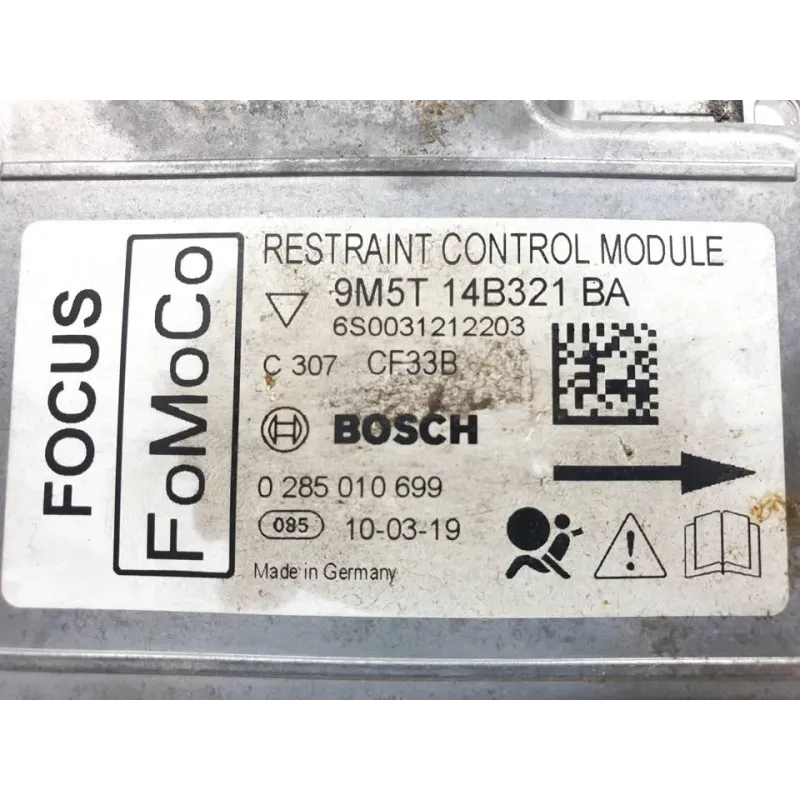 FOCUS
FoMoCo
RESTRAINT CONTROL MODULE
9M5T 14B321 BA
6S0031212203
C 307 CF33B
BOSCH
0 285 010 699
085 10-03-19
Made in Germany